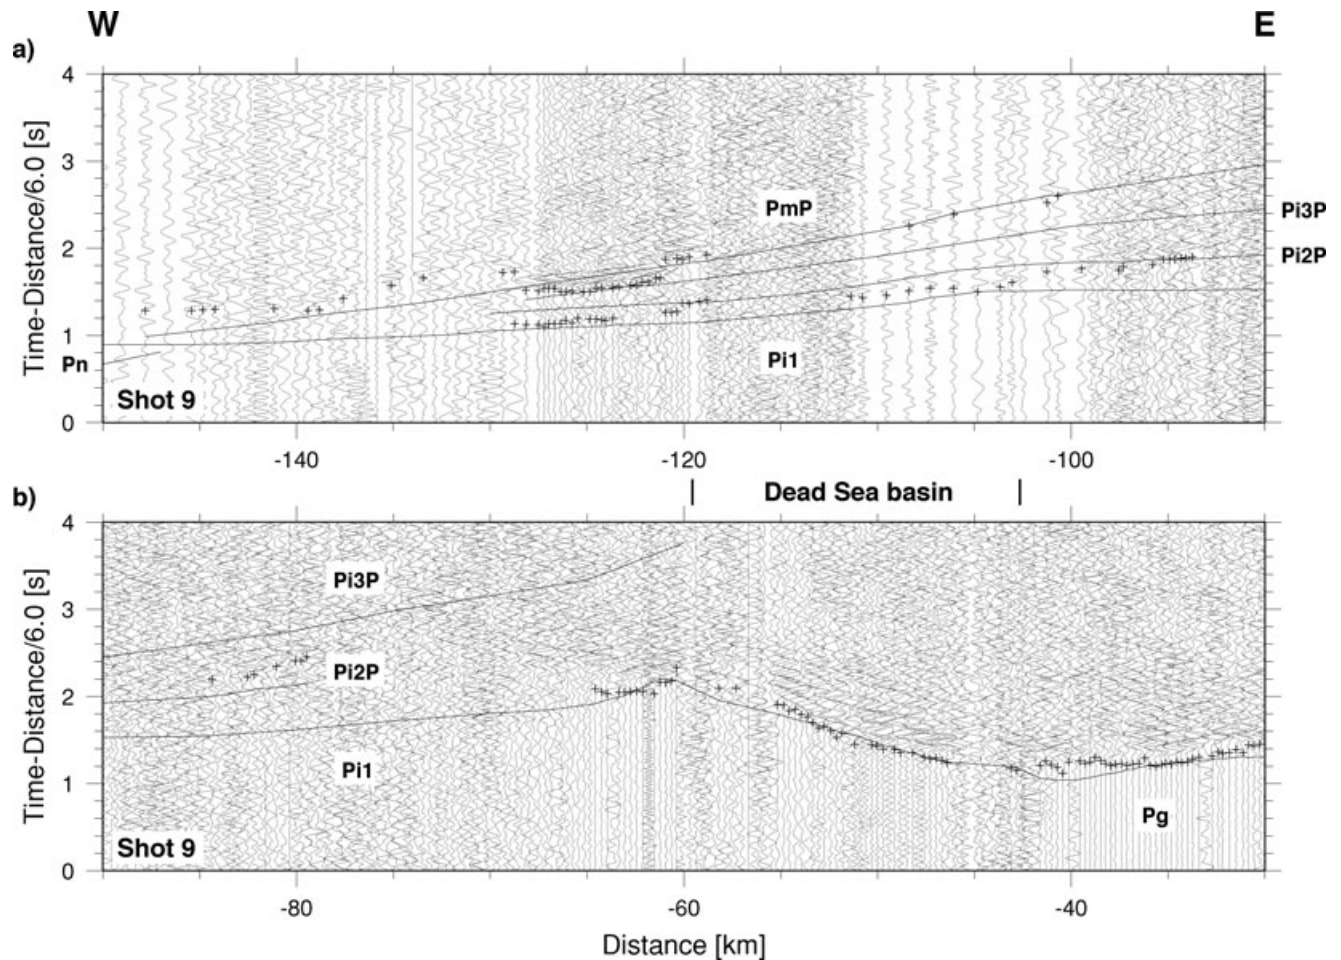 W E
a)
4
3
2
1
0
Time-Distance/6.0 [s]
PmP
Pi3P
Pi2P
Pi1
Pn
Shot 9
-140 -120 -100
b)
Dead Sea basin
4
3
2
1
0
Time-Distance/6.0 [s]
Pi3P
Pi2P
Pi1
Pg
Shot 9
-80 -60 -40
Distance [km]